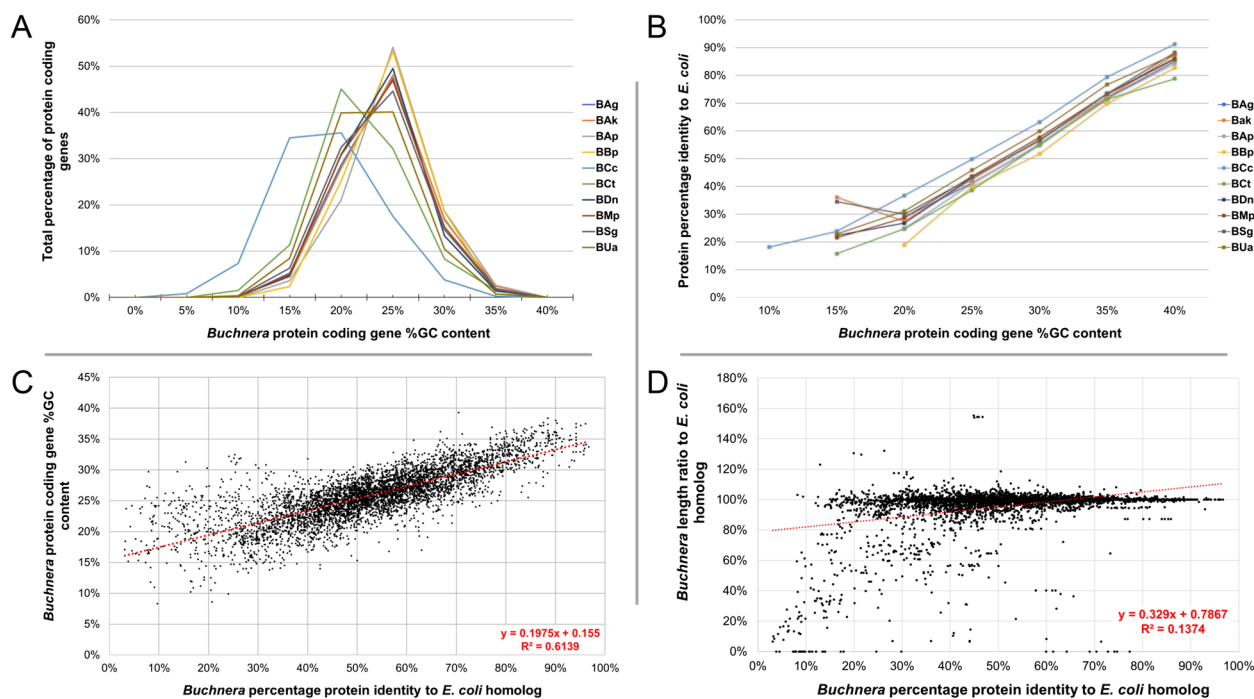 A
Total percentage of protein coding
genes
60%
50%
40%
30%
20%
10%
0%
0%
5%
10%
15%
20%
25%
30%
35%
40%
Buchnera protein coding gene %GC content
BAg
BAk
BAp
BBp
BCc
BCt
BDn
BMp
BSg
BUa
B
Protein percentage identity to E. coli
100%
90%
80%
70%
60%
50%
40%
30%
20%
10%
0%
10%
15%
20%
25%
30%
35%
40%
Buchnera protein coding gene %GC content
BAg
Bak
BAp
BBp
BCc
BCt
BDn
BMp
BSg
BUa
C
Buchnera protein coding gene %GC
content
45%
40%
35%
30%
25%
20%
15%
10%
5%
0%
y = 0.1975x + 0.155
R² = 0.6139
0%
10%
20%
30%
40%
50%
60%
70%
80%
90%
100%
Buchnera percentage protein identity to E. coli homolog
D
Buchnera length ratio to E. coli
homolog
180%
160%
140%
120%
100%
80%
60%
40%
20%
0%
y = 0.329x + 0.7867
R² = 0.1374
0%
10%
20%
30%
40%
50%
60%
70%
80%
90%
100%
Buchnera percentage protein identity to E. coli homolog